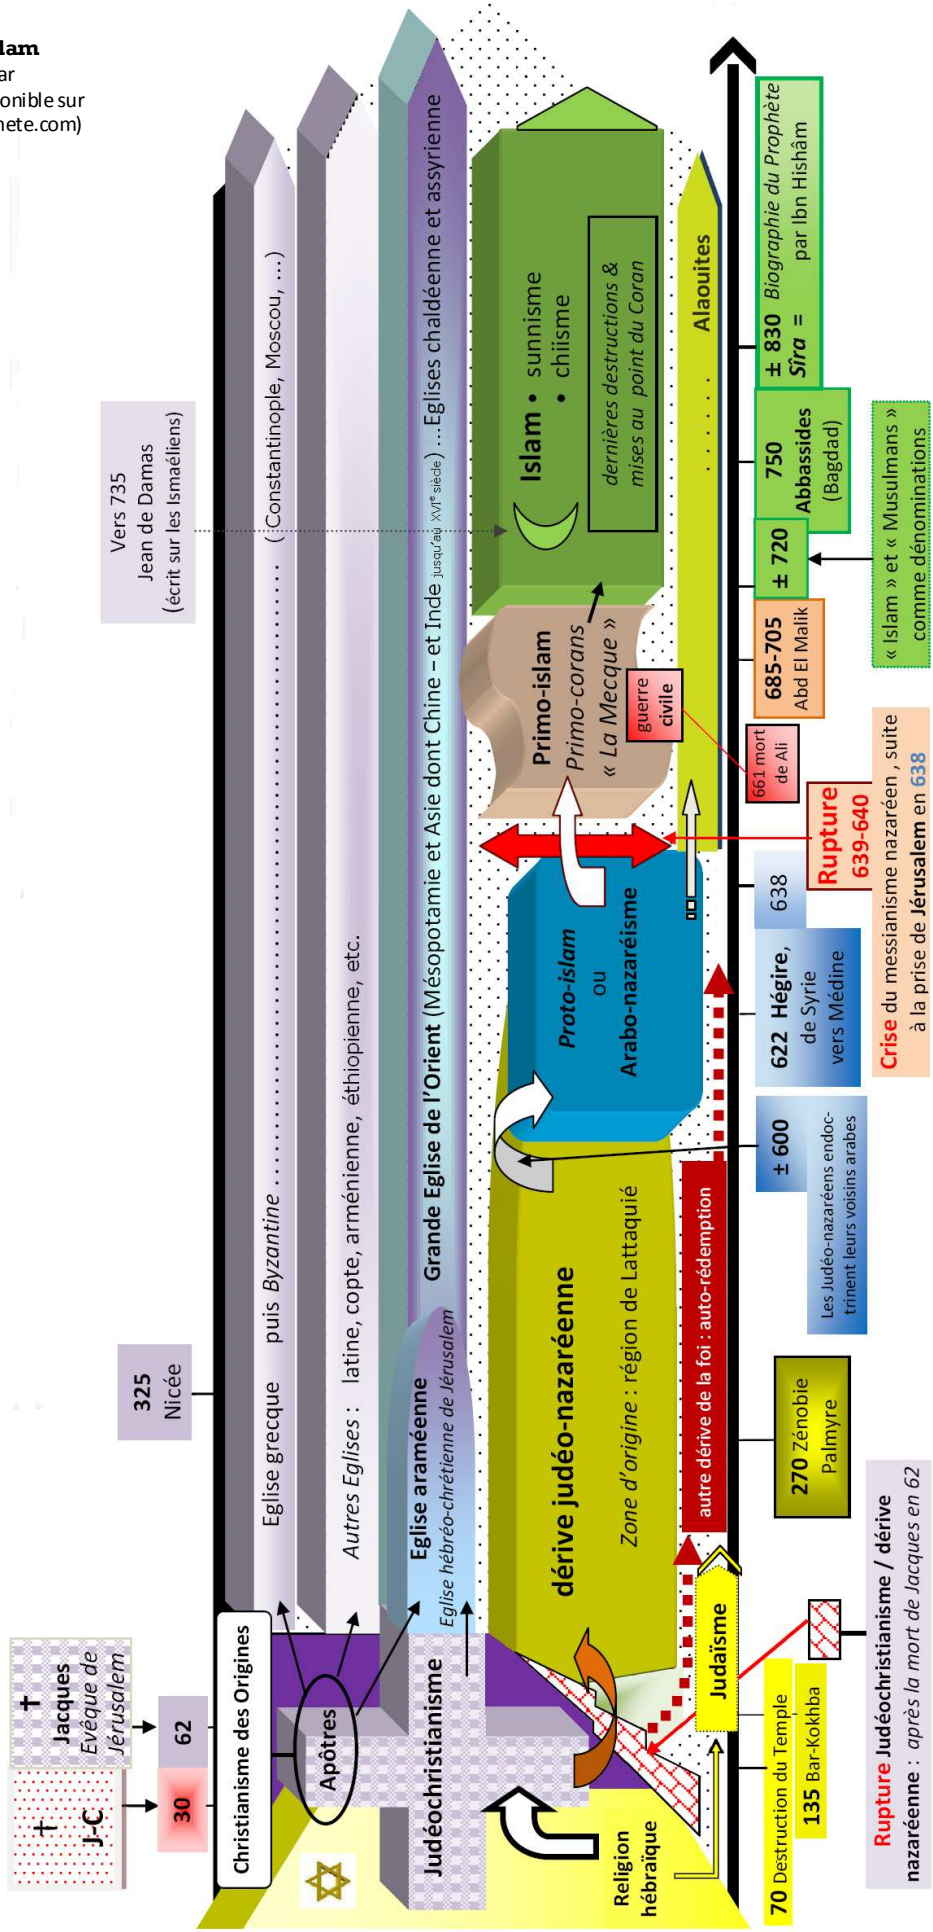 lam
ar
onible sur
nete.com)
J-C
Jacques
Evêque de
Jérusalem
30
62
325
Nicée
Vers 735
Jean de Damas
(écrit sur les Ismaéliens)
Christianisme des Origines
Apôtres
Judéochristianisme
Religion
hébraïque
Eglise grecque puis Byzantine (Constantinople, Moscou, ...)
Autres Eglises : latine, copte, arménienne, éthiopienne, etc.
Eglise araméenne
Eglise hébréo-chrétienne de Jérusalem
Grande Eglise de l'Orient (Mésopotamie et Asie dont Chine – et Inde jusqu'au XVIe siècle) ...Eglises chaldéenne et assyrienne
dérive judéo-nazaréenne
Zone d'origine : région de Lattaquié
Proto-islam
ou
Arabo-nazaréisme
Primo-islam
Primo-corans
« La Mecque »
guerre
civile
Islam • sunnisme
• chiisme
dernières destructions &
mises au point du Coran
Alaouites
autre dérive de la foi : auto-rédemption
Judaïsme
70 Destruction du Temple
135 Bar-Kokhba
270 Zénobie
Palmyre
± 600
Les Judéo-nazaréens endoc-
trinent leurs voisins arabes
622 Hégire,
de Syrie
vers Médine
638
661 mort
de Ali
Rupture
639-640
Crise du messianisme nazaréen , suite
à la prise de Jérusalem en 638
685-705
Abd El Malik
± 720
750
Abbassides
(Bagdad)
± 830 Biographie du Prophète
Sîra = par Ibn Hishâm
« Islam » et « Musulmans »
comme dénominations
Rupture Judéochristianisme / dérive
nazaréenne : après la mort de Jacques en 62